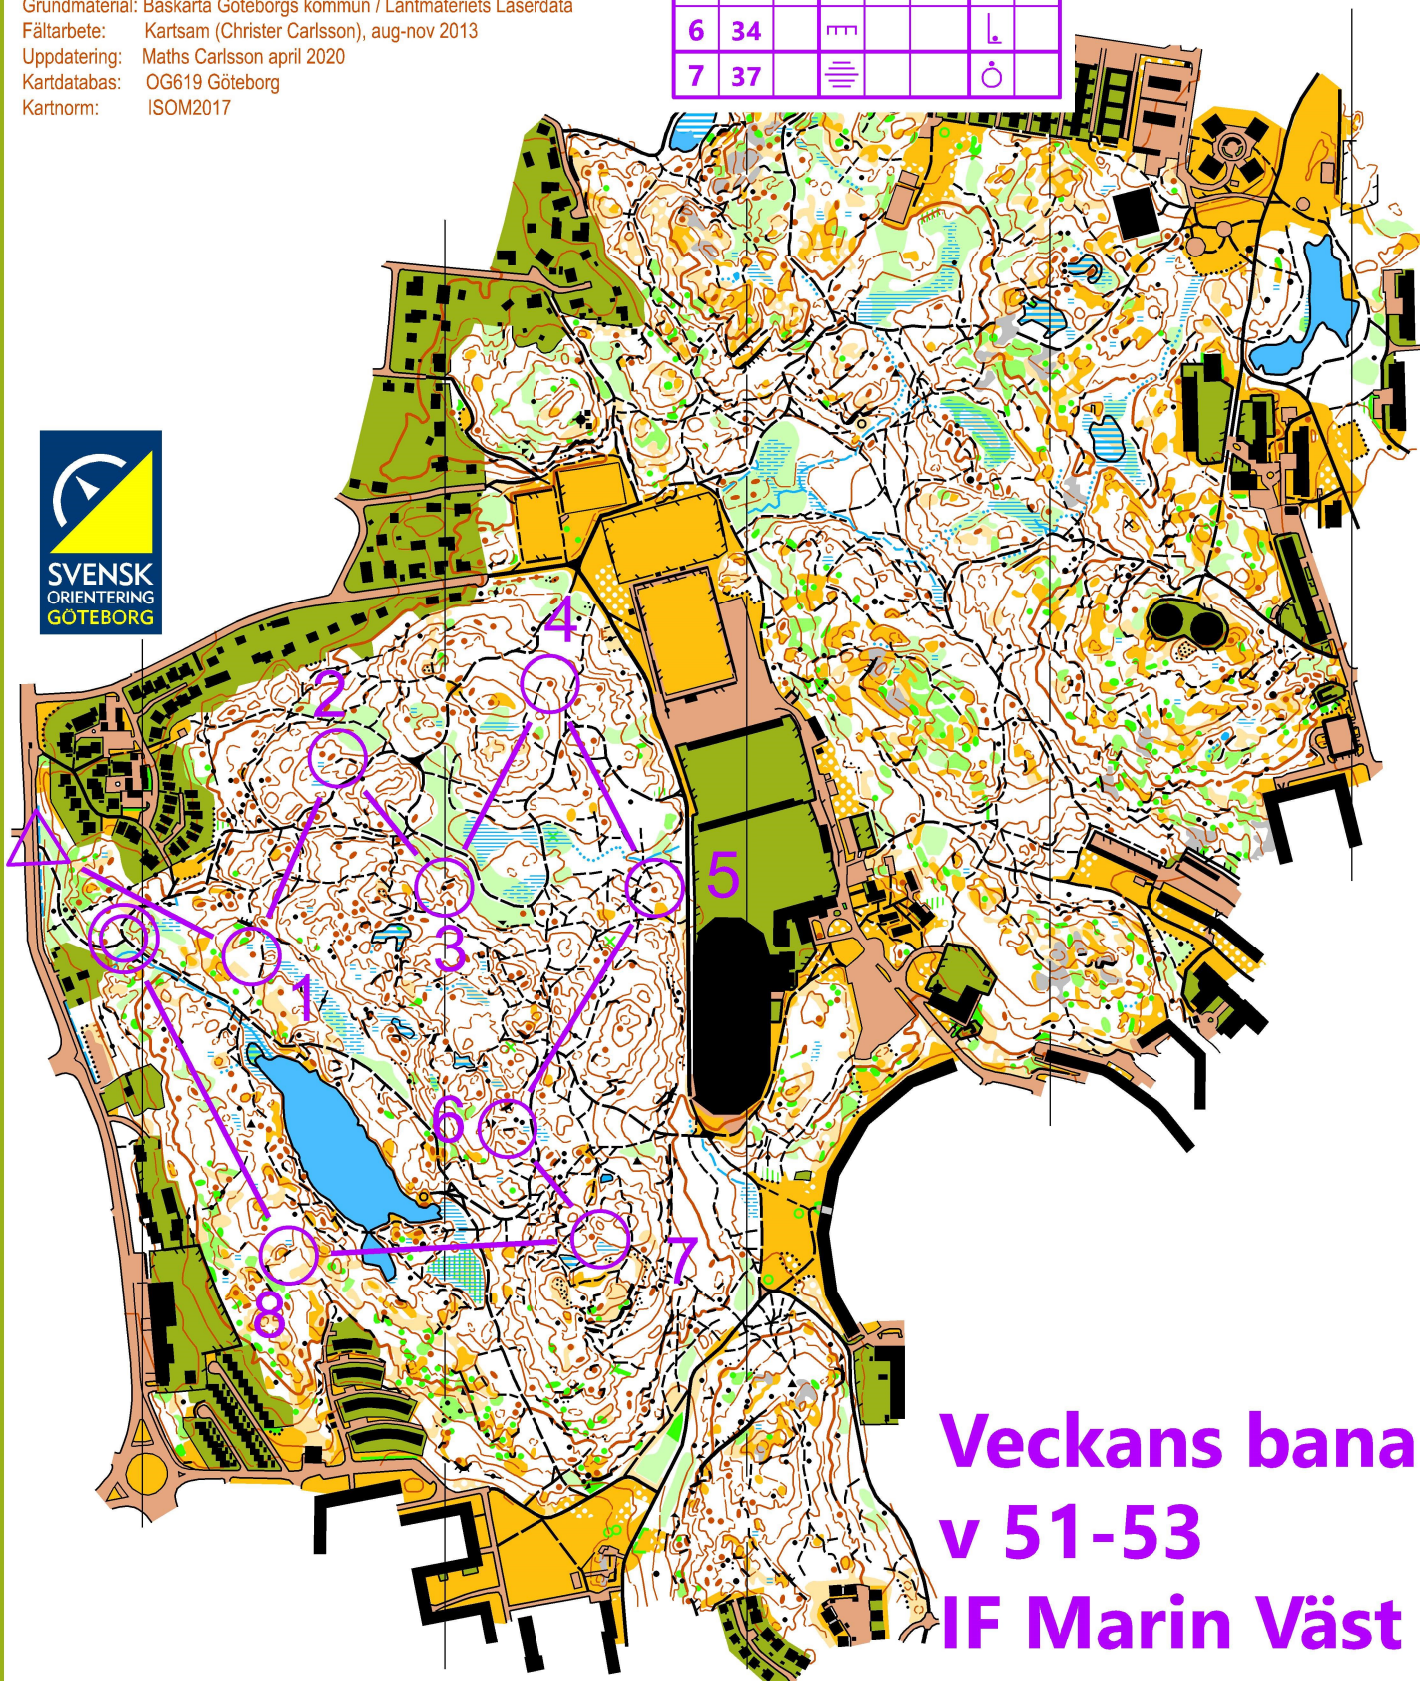 Grundmaterial: Baskarta Göteborgs kommun / Lantmäteriets Laserdata
Fältarbete: Kartsam (Christer Carlsson), aug-nov 2013
Uppdatering: Maths Carlsson april 2020
Kartdatabas: OG619 Göteborg
Kartnorm: ISOM2017
6 34
7 37
SVENSK
ORIENTERING
GÖTEBORG
4
2
5
3
1
6
7
8
Veckans bana
v 51-53
IF Marin Väst